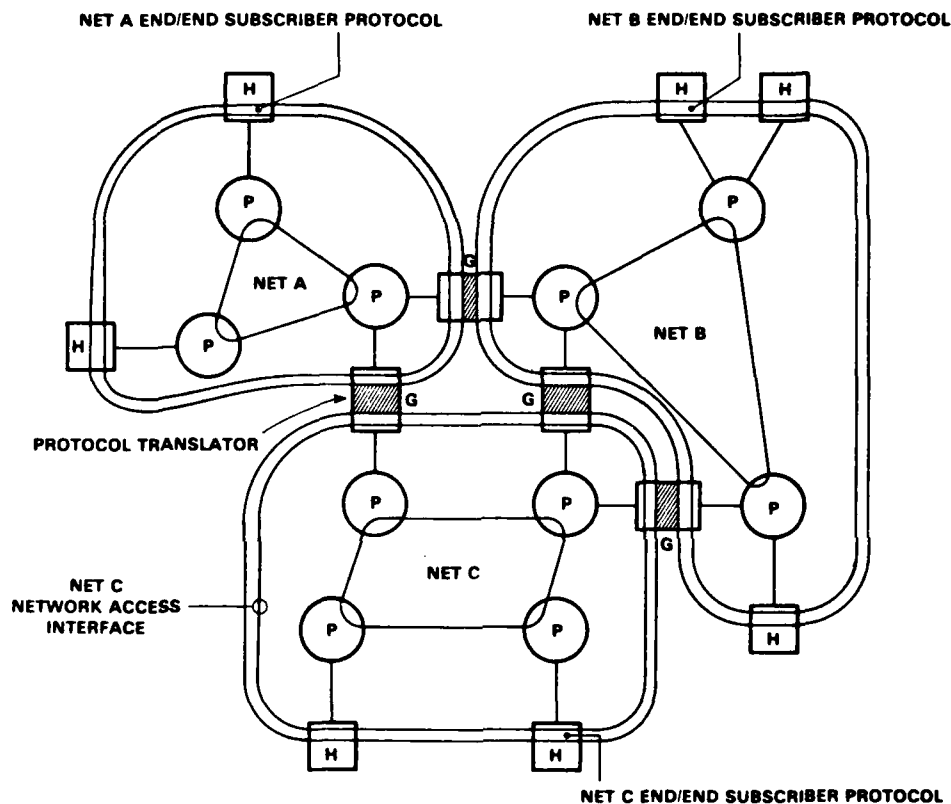 NET A END/END SUBSCRIBER PROTOCOL
NET B END/END SUBSCRIBER PROTOCOL
H
H
H
P
P
G
NET A
P
P
NET B
H
P
G
G
PROTOCOL TRANSLATOR
P
P
P
G
NET C
NET C
NETWORK ACCESS
INTERFACE
P
P
H
H
H
NET C END/END SUBSCRIBER PROTOCOL